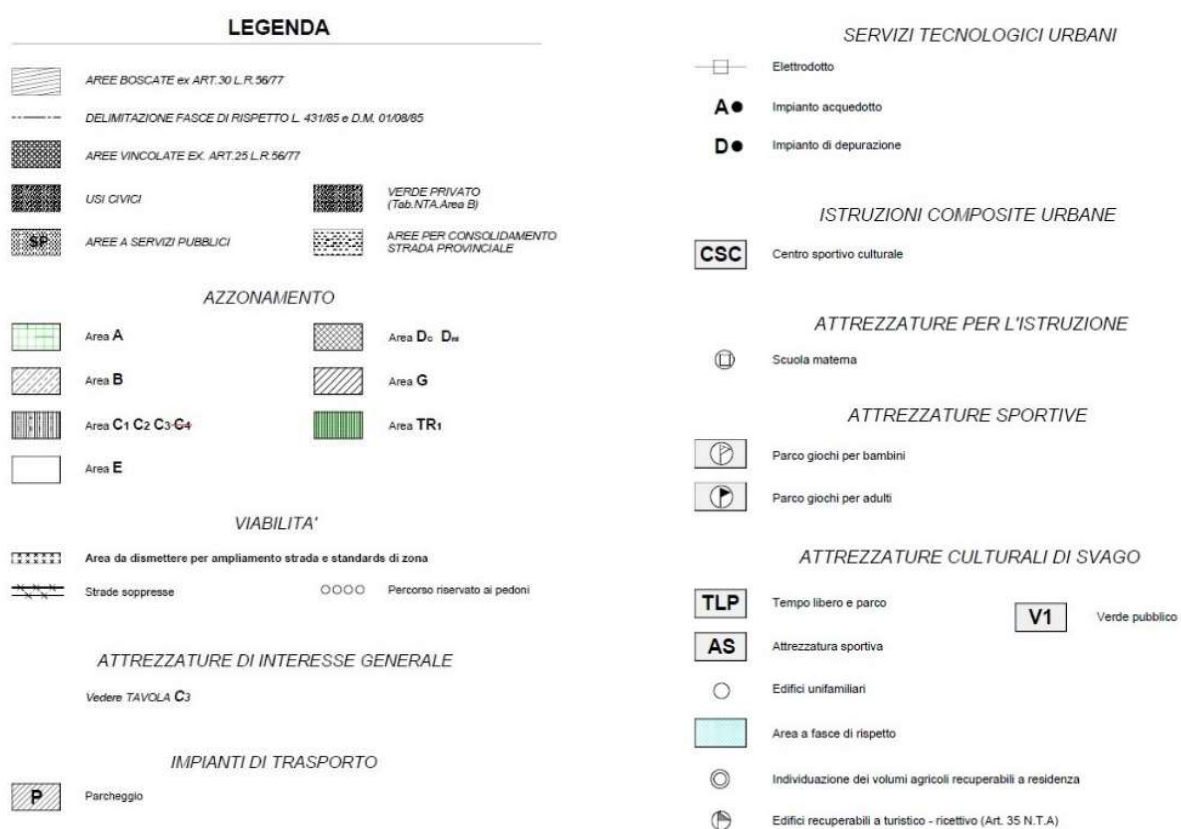 LEGENDA
AREE BOSCATE ex ART.30 L.R.56/77
DELIMITAZIONE FASCE DI RISPETTO L. 431/85 e D.M. 01/08/85
AREE VINCOLATE EX. ART.25 L.R.56/77
USI CIVICI
VERDE PRIVATO
(Tab.NTA.Area B)
SP
AREE A SERVIZI PUBBLICI
AREE PER CONSOLIDAMENTO
STRADA PROVINCIALE
AZZONAMENTO
Area A
Area Dc Dni
Area B
Area G
Area C1 C2 C3 C4
Area TR1
Area E
VIABILITA'
Area da dismettere per ampliamento strada e standards di zona
Strade soppresse
Percorso riservato ai pedoni
ATTREZZATURE DI INTERESSE GENERALE
Vedere TAVOLA C3
IMPIANTI DI TRASPORTO
P
Parcheggio
SERVIZI TECNOLOGICI URBANI
Elettrodotto
A
Impianto acquedotto
D
Impianto di depurazione
ISTRUZIONI COMPOSITE URBANE
CSC
Centro sportivo culturale
ATTREZZATURE PER L'ISTRUZIONE
Scuola materna
ATTREZZATURE SPORTIVE
Parco giochi per bambini
Parco giochi per adulti
ATTREZZATURE CULTURALI DI SVAGO
TLP
Tempo libero e parco
V1
Verde pubblico
AS
Attrezzatura sportiva
Edifici unifamiliari
Area a fasce di rispetto
Individuazione dei volumi agricoli recuperabili a residenza
Edifici recuperabili a turistico - ricettivo (Art. 35 N.T.A)